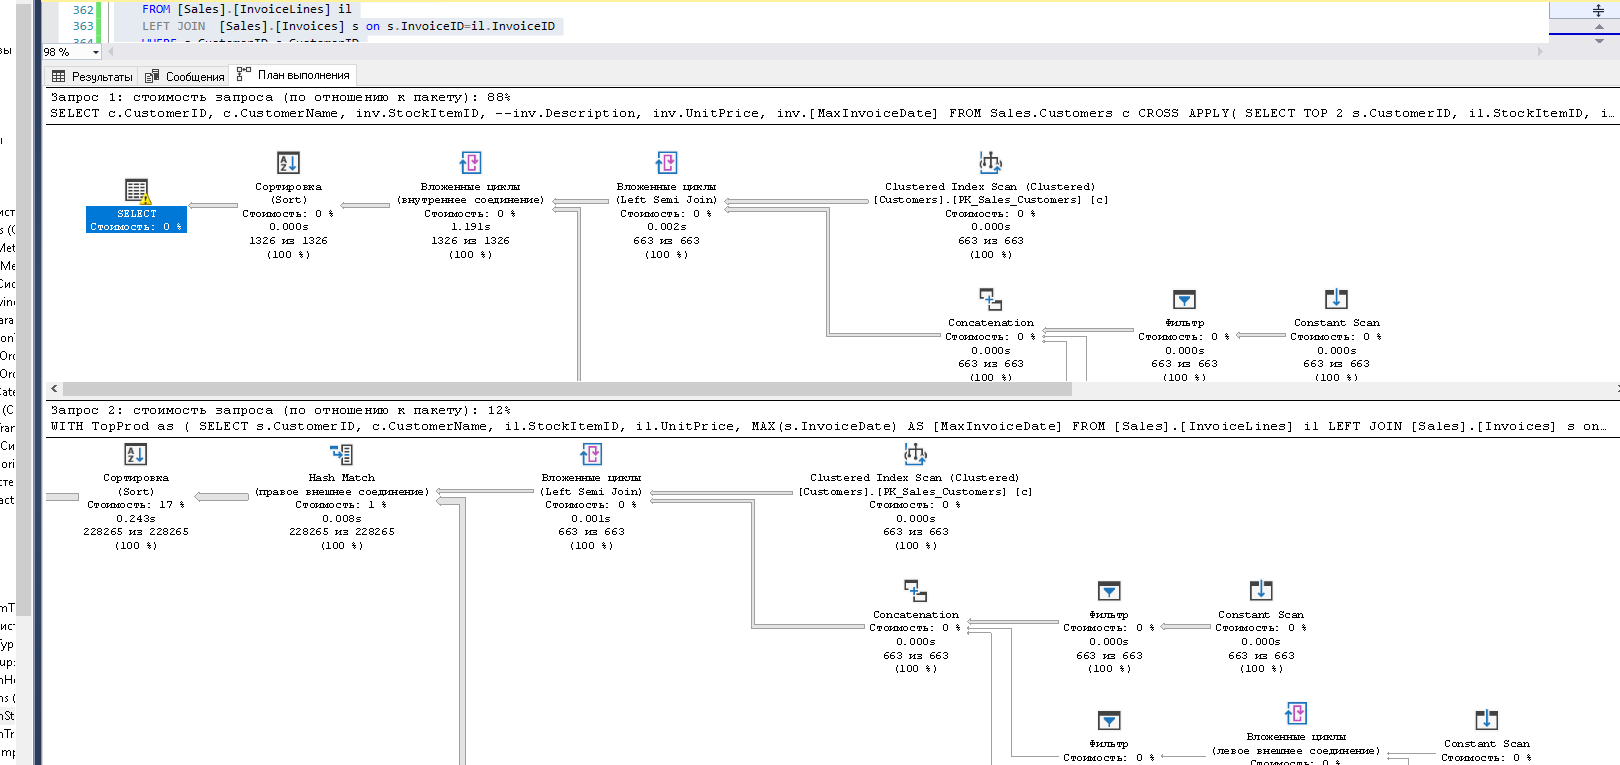 362 FROM [Sales].[InvoiceLines] il
363 LEFT JOIN [Sales].[Invoices] s on s.InvoiceID=il.InvoiceID
98 %
Результаты Сообщения План выполнения
Запрос 1: стоимость запроса (по отношению к пакету): 88%
SELECT c.CustomerID, c.CustomerName, inv.StockItemID, --inv.Description, inv.UnitPrice, inv.[MaxInvoiceDate] FROM Sales.Customers c CROSS APPLY( SELECT TOP 2 s.CustomerID, il.StockItemID, i…
SELECT
Стоимость: 0 %
Сортировка
(Sort)
Стоимость: 0 %
0.000s
1326 из 1326
(100 %)
Вложенные циклы
(внутреннее соединение)
Стоимость: 0 %
1.191s
1326 из 1326
(100 %)
Вложенные циклы
(Left Semi Join)
Стоимость: 0 %
0.002s
663 из 663
(100 %)
Clustered Index Scan (Clustered)
[Customers].[PK_Sales_Customers] [c]
Стоимость: 0 %
0.000s
663 из 663
(100 %)
Concatenation
Стоимость: 0 %
0.000s
663 из 663
(100 %)
Фильтр
Стоимость: 0 %
0.000s
663 из 663
(100 %)
Constant Scan
Стоимость: 0 %
0.000s
663 из 663
(100 %)
Запрос 2: стоимость запроса (по отношению к пакету): 12%
WITH TopProd as ( SELECT s.CustomerID, c.CustomerName, il.StockItemID, il.UnitPrice, MAX(s.InvoiceDate) AS [MaxInvoiceDate] FROM [Sales].[InvoiceLines] il LEFT JOIN [Sales].[Invoices] s on…
Сортировка
(Sort)
Стоимость: 17 %
0.243s
228265 из 228265
(100 %)
Hash Match
(правое внешнее соединение)
Стоимость: 1 %
0.008s
228265 из 228265
(100 %)
Вложенные циклы
(Left Semi Join)
Стоимость: 0 %
0.001s
663 из 663
(100 %)
Clustered Index Scan (Clustered)
[Customers].[PK_Sales_Customers] [c]
Стоимость: 0 %
0.000s
663 из 663
(100 %)
Concatenation
Стоимость: 0 %
0.000s
663 из 663
(100 %)
Фильтр
Стоимость: 0 %
0.000s
663 из 663
(100 %)
Constant Scan
Стоимость: 0 %
0.000s
663 из 663
(100 %)
Фильтр
Стоимость: 0 %
Вложенные циклы
(левое внешнее соединение)
Стоимость: 0 %
Constant Scan
Стоимость: 0 %